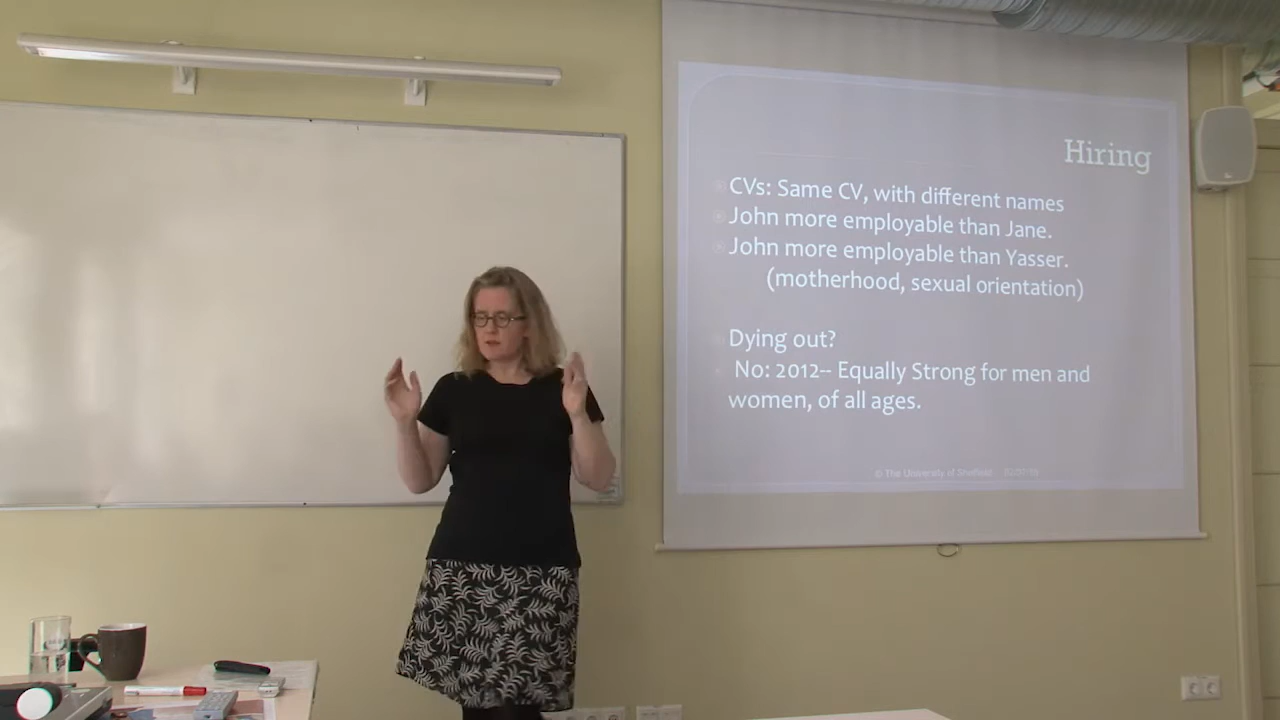 Hiring
CVs: Same CV, with different names
John more employable than Jane.
John more employable than Yasser.
(motherhood, sexual orientation)
Dying out?
No: 2012-- Equally Strong for men and
women, of all ages.
© The University of Sheffield